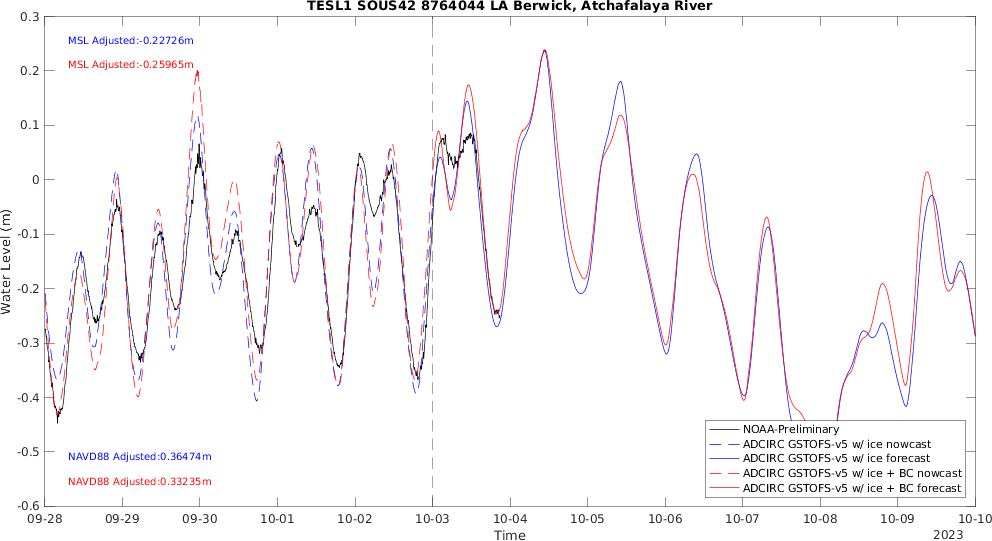 TESL1 SOUS42 8764044 LA Berwick, Atchafalaya River
MSL Adjusted:-0.22726m
MSL Adjusted:-0.25965m
0.3
0.2
0.1
0
-0.1
-0.2
-0.3
-0.4
-0.5
-0.6
Water Level (m)
NAVD88 Adjusted:0.36474m
NAVD88 Adjusted:0.33235m
NOAA-Preliminary
ADCIRC GSTOFS-v5 w/ ice nowcast
ADCIRC GSTOFS-v5 w/ ice forecast
ADCIRC GSTOFS-v5 w/ ice + BC nowcast
ADCIRC GSTOFS-v5 w/ ice + BC forecast
09-28 09-29 09-30 10-01 10-02 10-03 10-04 10-05 10-06 10-07 10-08 10-09 10-10
Time
2023